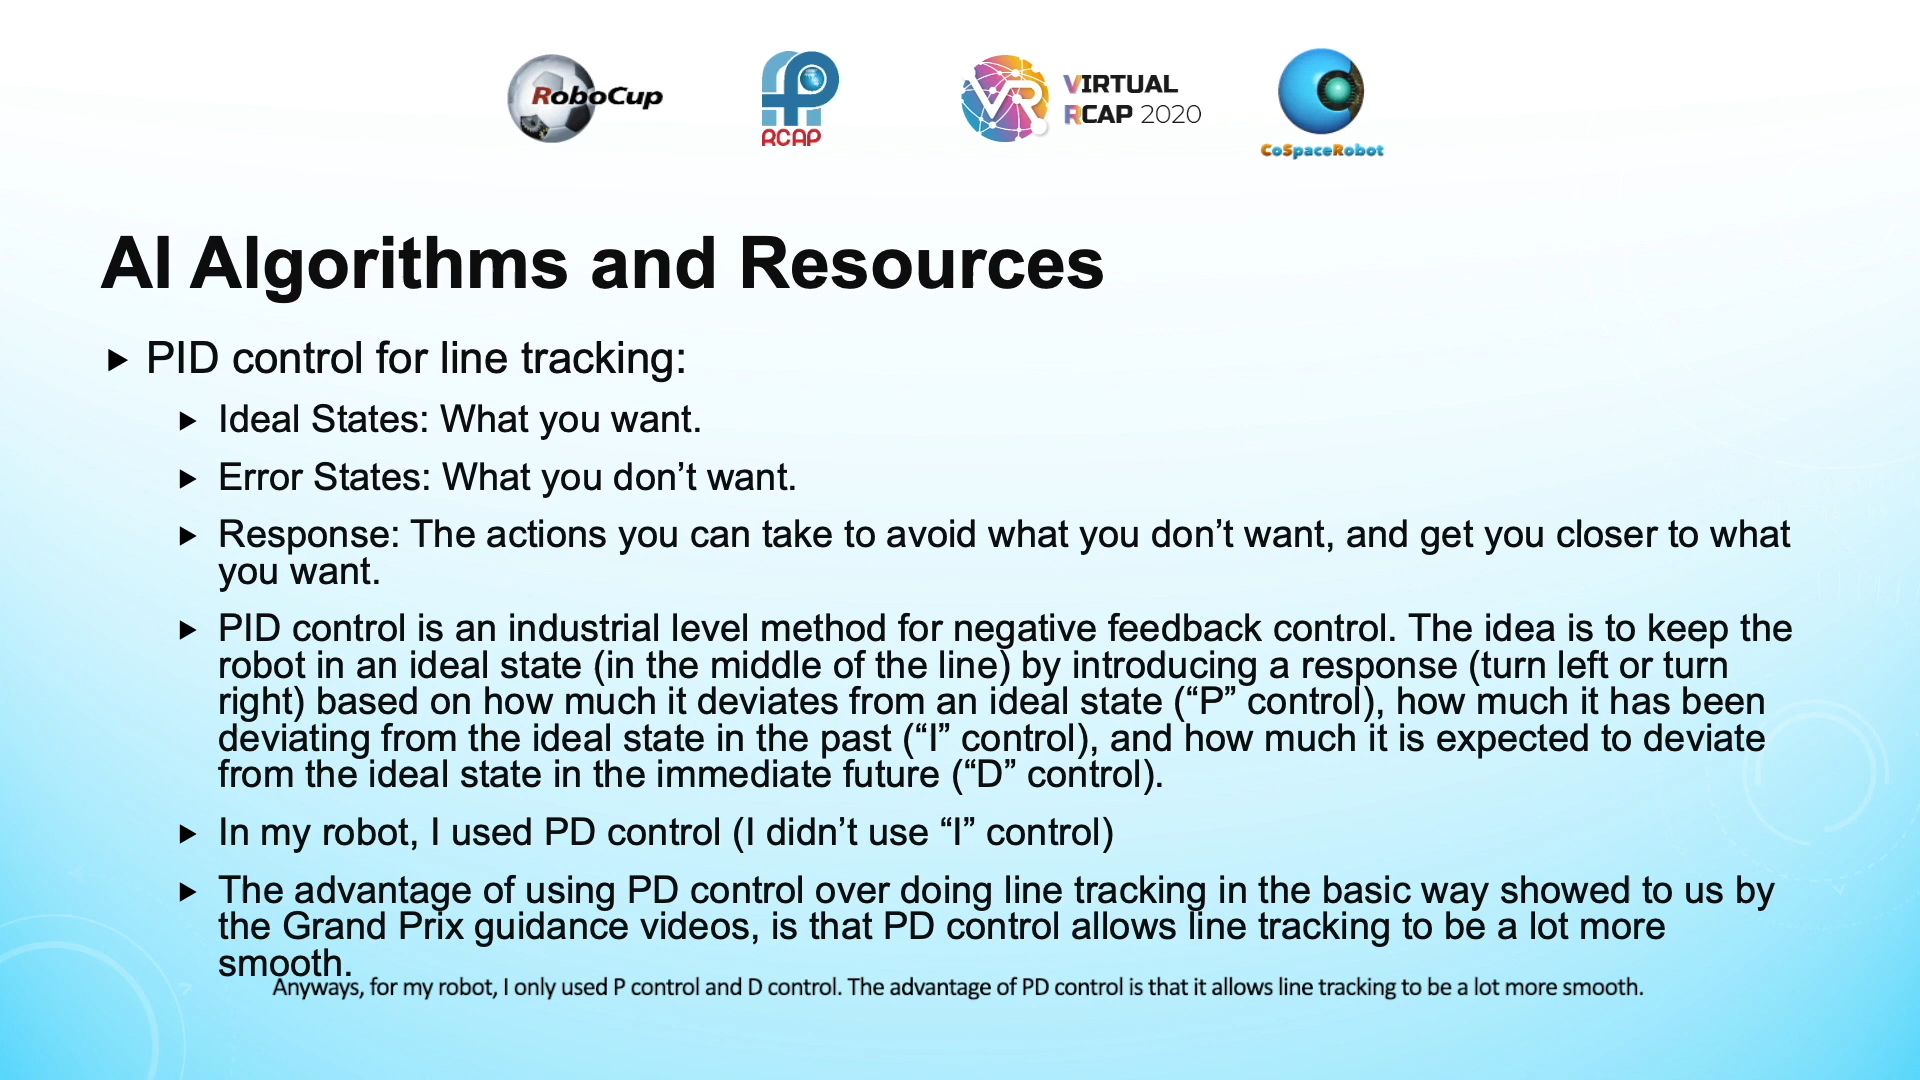 RoboCup
RCAP
VR
VIRTUAL
RCAP 2020
CoSpaceRobot
AI Algorithms and Resources
PID control for line tracking:
Ideal States: What you want.
Error States: What you don’t want.
Response: The actions you can take to avoid what you don’t want, and get you closer to what
you want.
PID control is an industrial level method for negative feedback control. The idea is to keep the
robot in an ideal state (in the middle of the line) by introducing a response (turn left or turn
right) based on how much it deviates from an ideal state (“P” control), how much it has been
deviating from the ideal state in the past (“I” control), and how much it is expected to deviate
from the ideal state in the immediate future (“D” control).
In my robot, I used PD control (I didn’t use “I” control)
The advantage of using PD control over doing line tracking in the basic way showed to us by
the Grand Prix guidance videos, is that PD control allows line tracking to be a lot more
smooth.
Anyways, for my robot, I only used P control and D control. The advantage of PD control is that it allows line tracking to be a lot more smooth.